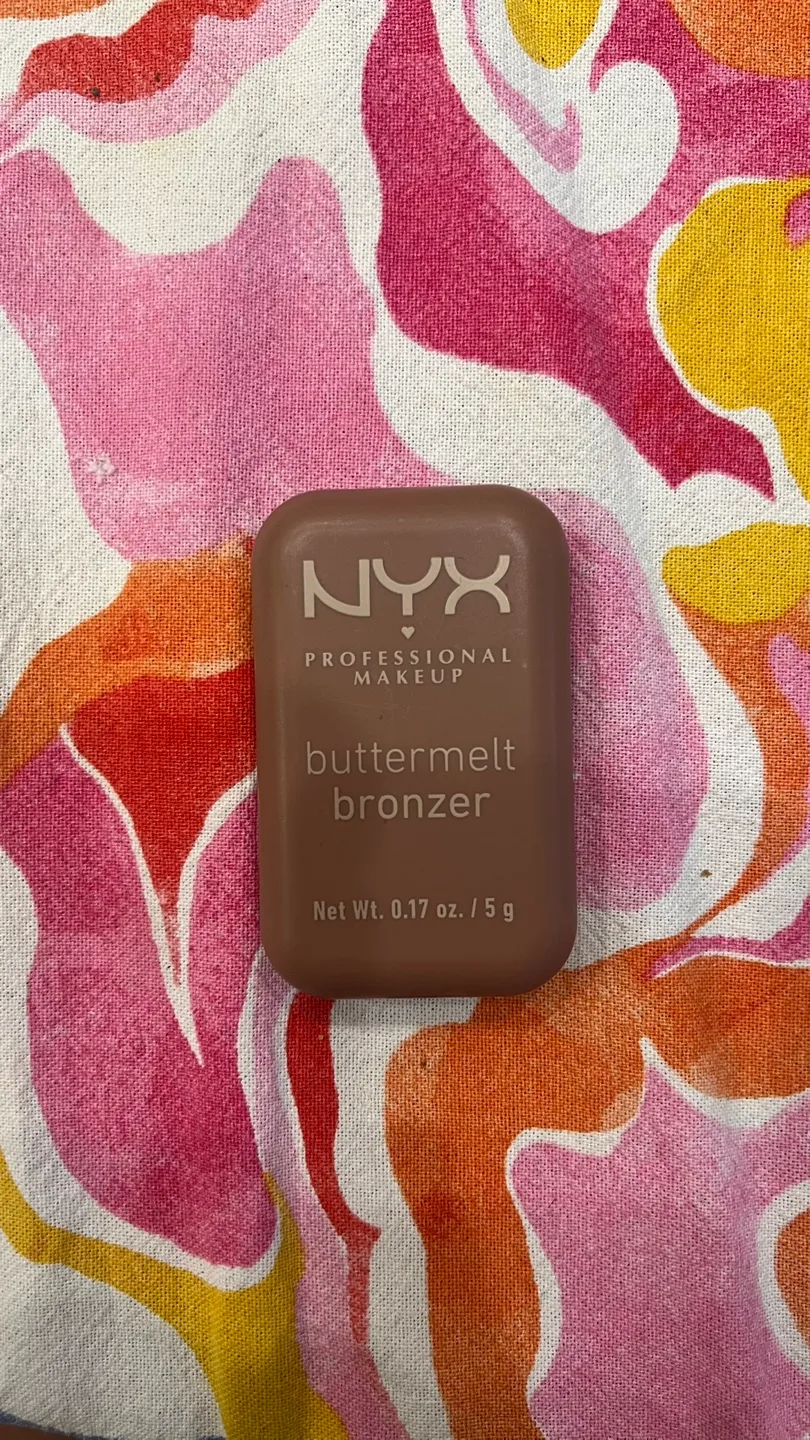 NYX
PROFESSIONAL
MAKEUP
buttermelt
bronzer
Net Wt. 0.17 oz. / 5 g